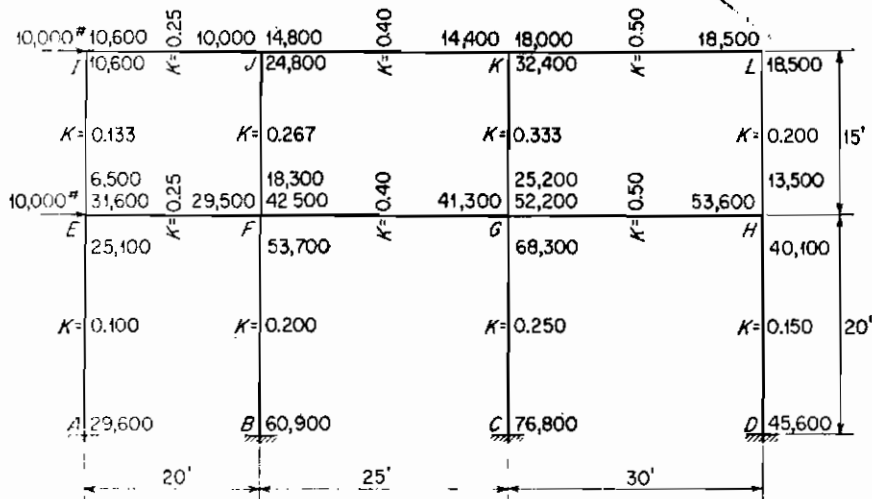 10,000# 10,600 K=0.25 10,000 14,800 K=0.40 14,400 18,000 K=0.50 18,500
I 10,600 J 24,800 K 32,400 L 18,500
K= 0.133 K= 0.267 K= 0.333 K= 0.200 15'
6,500 18,300 25,200 13,500
10,000# 31,600 K=0.25 29,500 42 500 K=0.40 41,300 52,200 K=0.50 53,600
E F G H
25,100 53,700 68,300 40,100
K= 0.100 K= 0.200 K= 0.250 K= 0.150 20'
A 29,600 B 60,900 C 76,800 D 45,600
20' 25' 30'